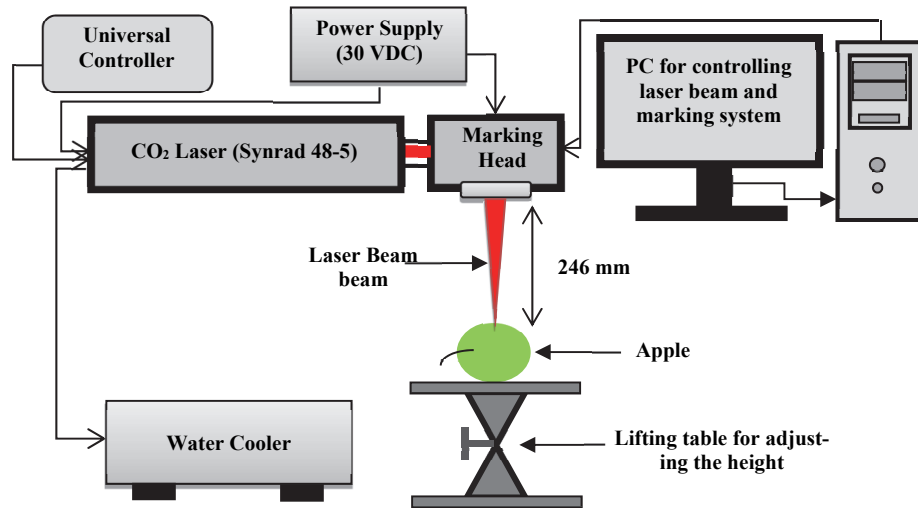 Universal
Controller
Power Supply
(30 VDC)
PC for controlling
laser beam and
marking system
CO₂ Laser (Synrad 48-5)
Marking
Head
Laser Beam
beam
246 mm
Apple
Water Cooler
Lifting table for adjust-
ing the height